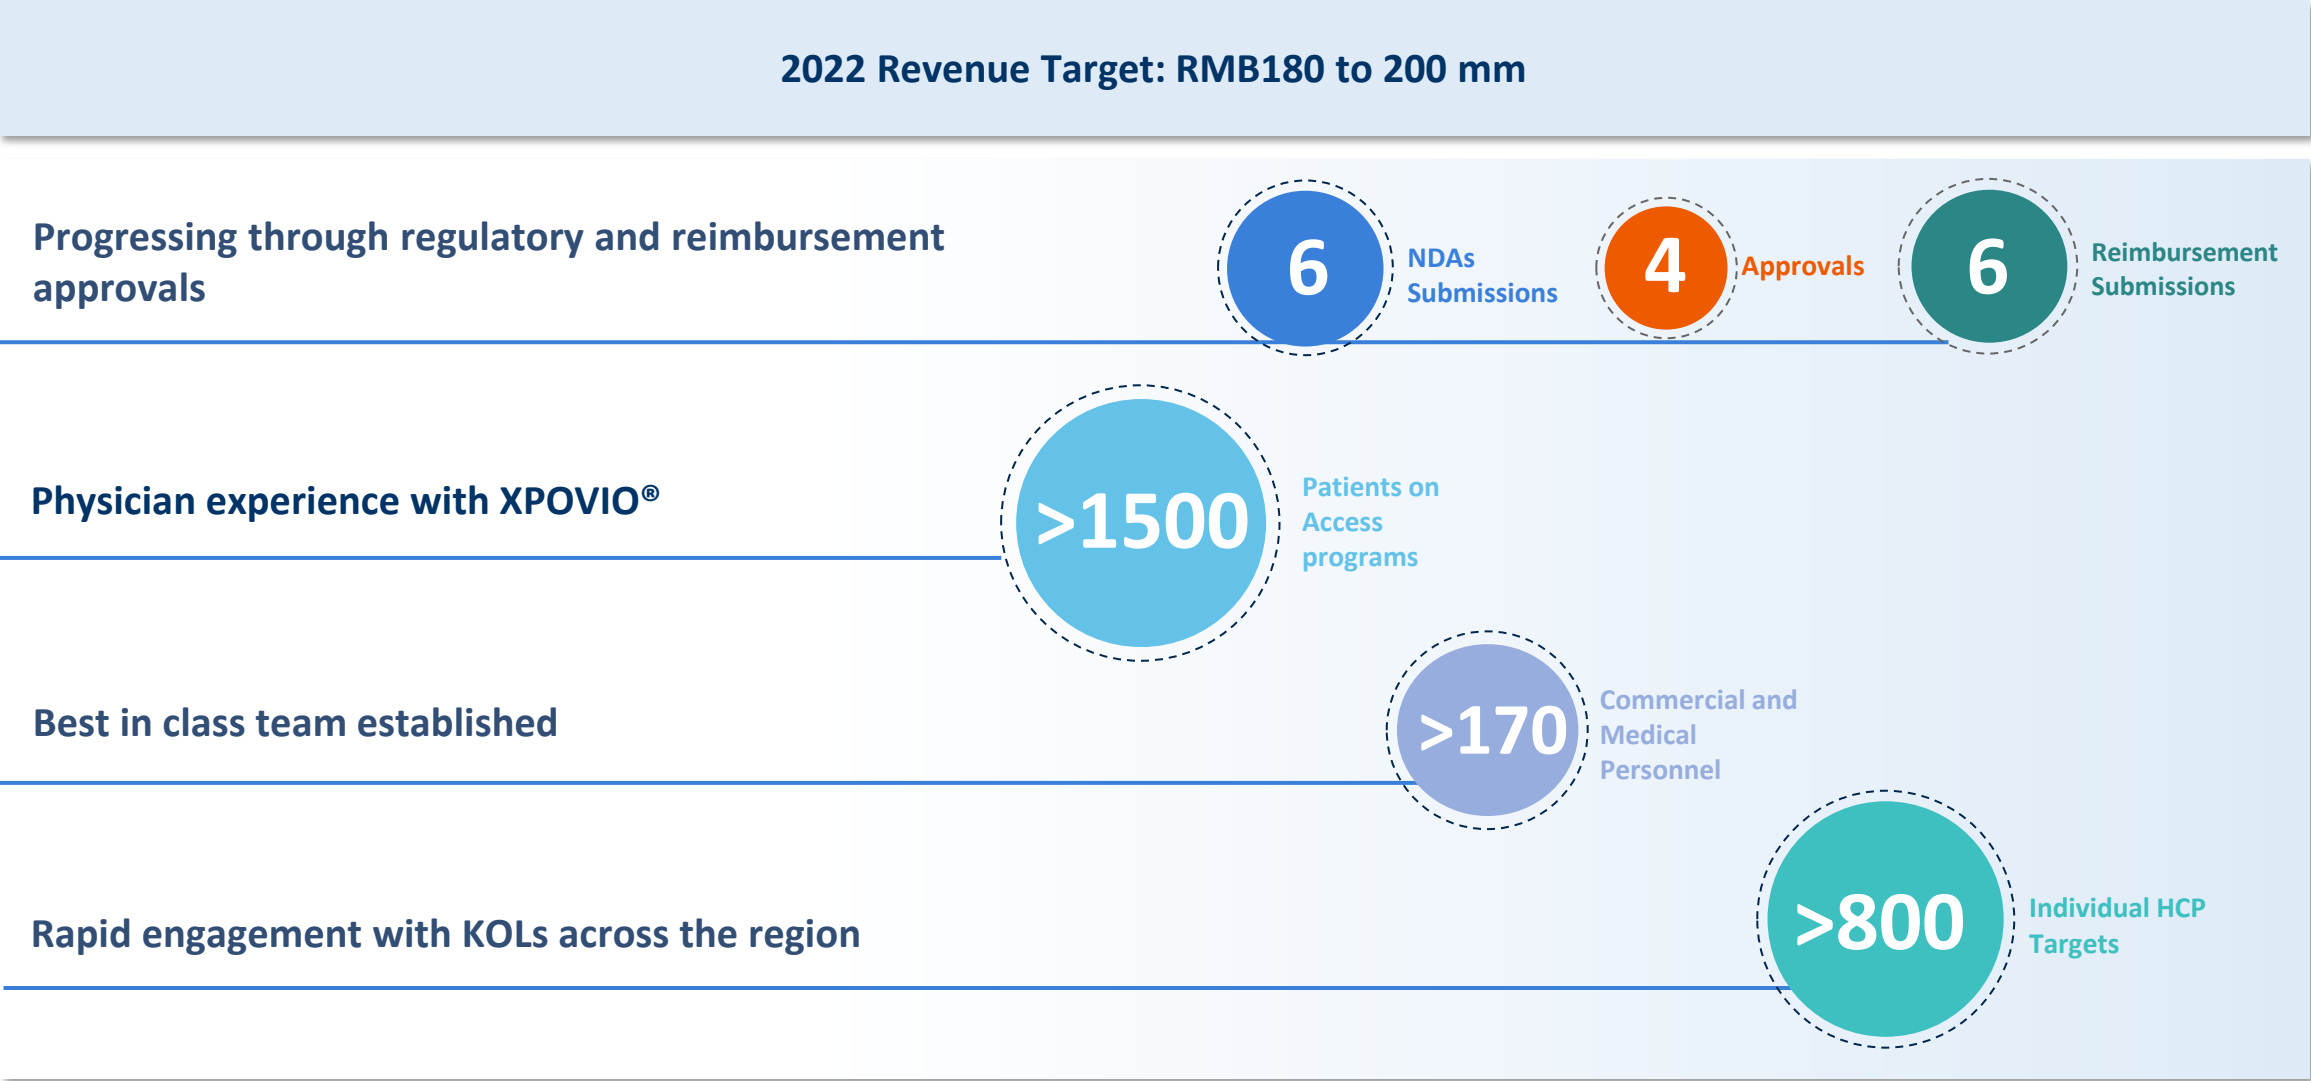 2022 Revenue Target: RMB180 to 200 mm
Progressing through regulatory and reimbursement
approvals
6
NDAs
Submissions
4
Approvals
6
Reimbursement
Submissions
Physician experience with XPOVIO®
>1500
Patients on
Access
programs
Best in class team established
>170
Commercial and
Medical
Personnel
Rapid engagement with KOLs across the region
>800
Individual HCP
Targets